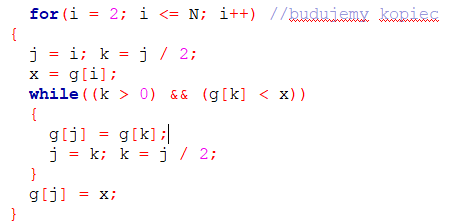 for(i = 2; i <= N; i++) //budujemy kopiec
{
j = i; k = j / 2;
x = g[i];
while((k > 0) && (g[k] < x))
{
g[j] = g[k];
j = k; k = j / 2;
}
g[j] = x;
}